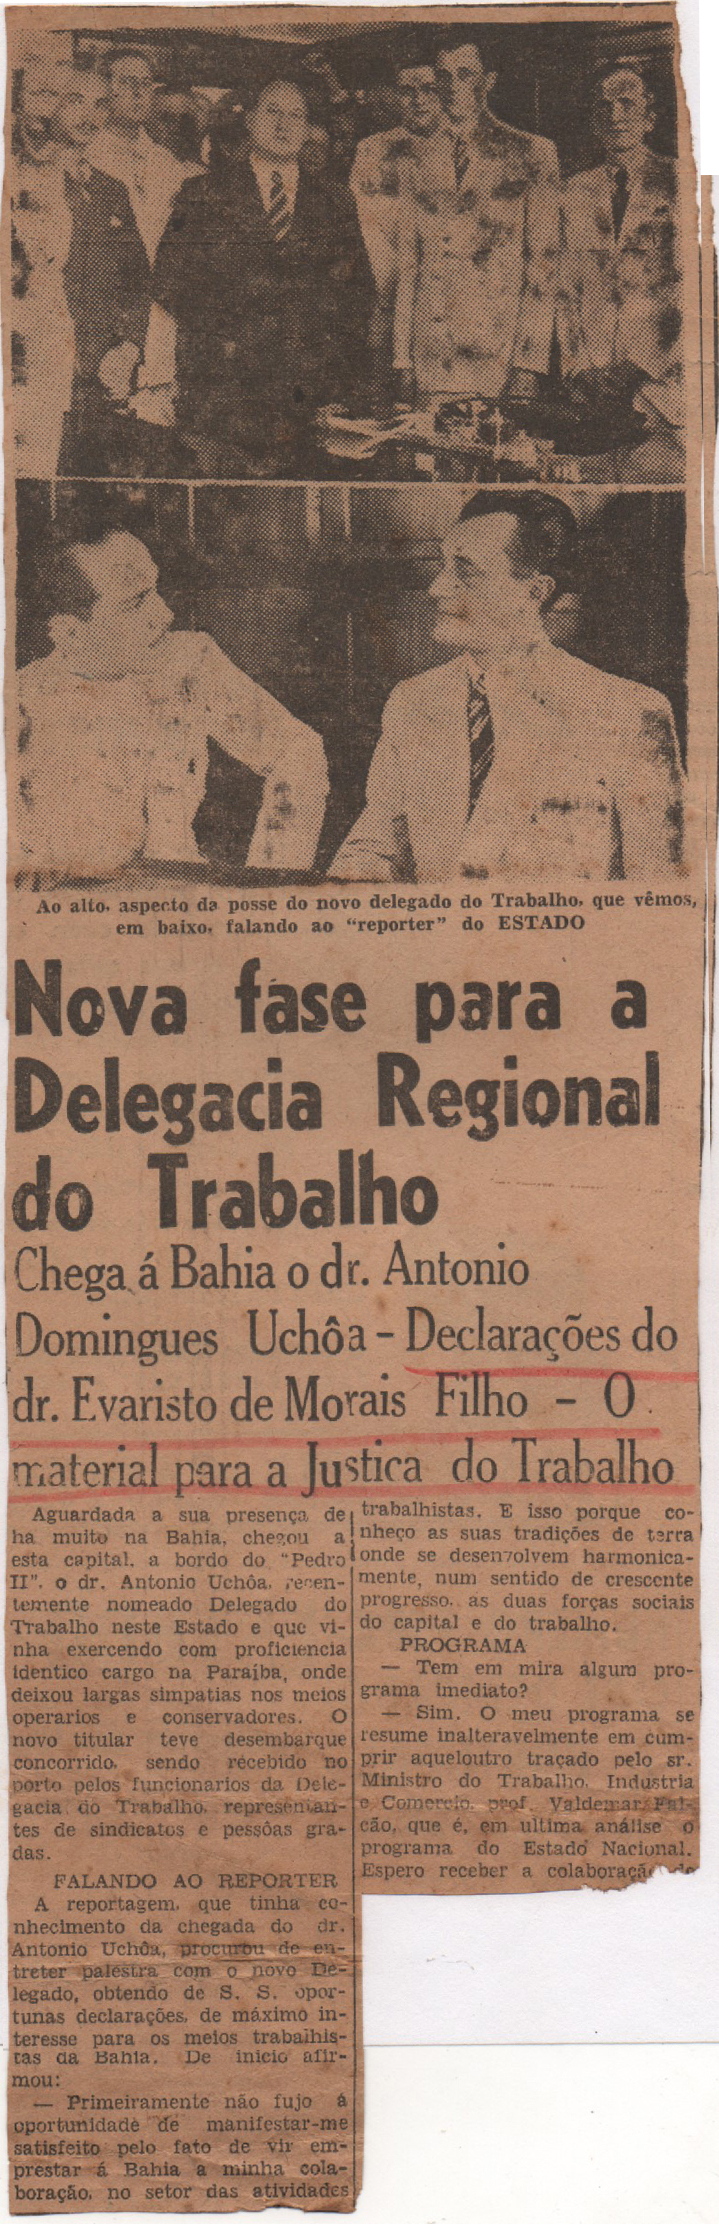 Ao alto, aspecto da posse do novo delegado do Trabalho, que vêmos,
em baixo, falando ao "reporter" do ESTADO
Nova fase para a
Delegacia Regional
do Trabalho
Chega á Bahia o dr. Antonio
Domingues Uchôa - Declarações do
dr. Evaristo de Morais Filho - O
material para a Justica do Trabalho
Aguardada a sua presença de
ha muito na Bahia, chegou a
esta capital, a bordo do "Pedro
II", o dr. Antonio Uchôa, recen-
temente nomeado Delegado do
Trabalho neste Estado e que vi-
nha exercendo com proficiencia
identico cargo na Paraíba, onde
deixou largas simpatias nos meios
operarios e conservadores. O
novo titular teve desembarque
concorrido, sendo recebido no
porto pelos funcionarios da Dele-
gacia do Trabalho, representan-
tes de sindicatos e pessôas gra-
das.
FALANDO AO REPORTER
A reportagem, que tinha co-
nhecimento da chegada do dr.
Antonio Uchôa, procurou de en-
treter palestra com o novo De-
legado, obtendo de S. S. opor-
tunas declarações, de máximo in-
teresse para os meios trabalhis-
tas da Bahia. De inicio afir-
mou:
— Primeiramente não fujo á
oportunidade de manifestar-me
satisfeito pelo fato de vir em-
prestar á Bahia a minha cola-
boração, no setor das atividades
trabalhistas. E isso porque co-
nheço as suas tradições de terra
onde se desenvolvem harmonica-
mente, num sentido de crescente
progresso, as duas forças sociais
do capital e do trabalho.
PROGRAMA
— Tem em mira algum pro-
grama imediato?
— Sim. O meu programa se
resume inalteravelmente em cum-
prir aqueloutro traçado pelo sr.
Ministro do Trabalho, Industria
e Comercio, prof. Valdemar Fal-
cão, que é, em ultima análise o
programa do Estado Nacional.
Espero receber a colaboração de